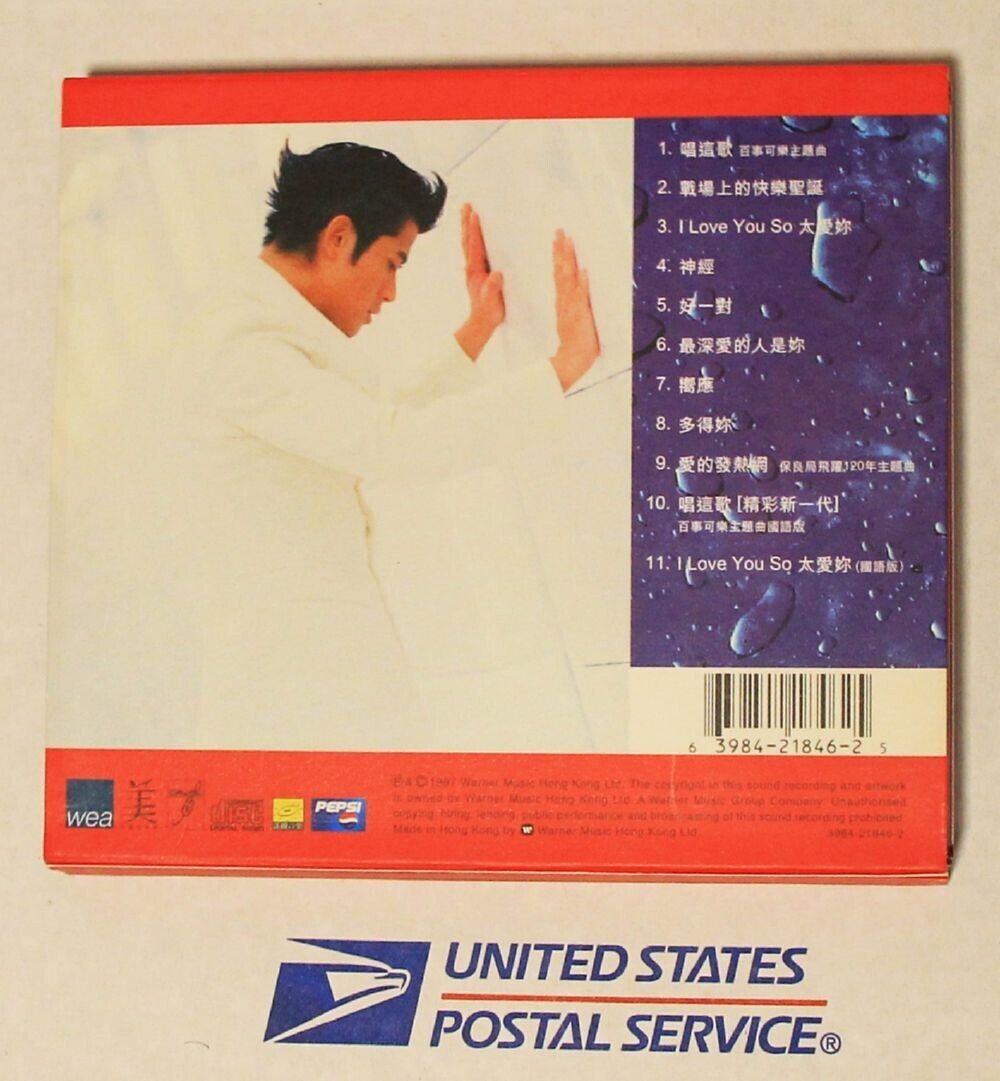 1. 唱這歌 百事可樂主題曲
2. 戰場上的快樂聖誕
3. I Love You So 太愛妳
4. 神經
5. 好一對
6. 最深愛的人是妳
7. 嚮應
8. 多得妳
9. 愛的發熱網 保良局飛躍120年主題曲
10. 唱這歌 [精彩新一代]
百事可樂主題曲國語版
11. I Love You So 太愛妳 (國語版)
6 3984-21846-2 5
wea
美了
DISC
DIGITAL AUDIO
PEPSI
℗ & © 1997 Warner Music Hong Kong Ltd. The copyright in this sound recording and artwork
is owned by Warner Music Hong Kong Ltd. A Warner Music Group Company. Unauthorised
copying, hiring, lending, public performance and broadcasting of this sound recording prohibited.
Made in Hong Kong by Warner Music Hong Kong Ltd.
3984-21846-2
UNITED STATES
POSTAL SERVICE®